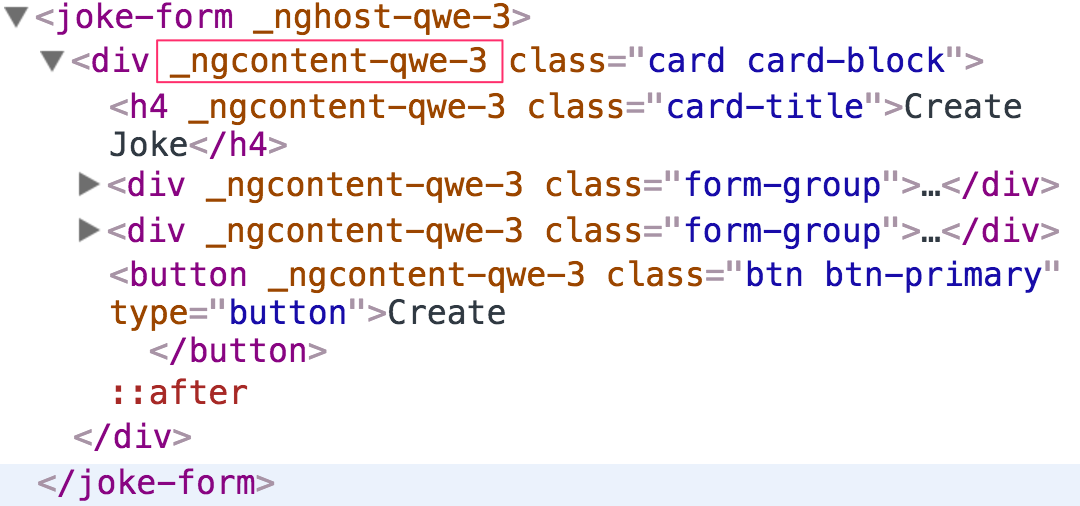 ▼<joke-form _nghost-qwe-3>
▼<div _ngcontent-qwe-3 class="card card-block">
<h4 _ngcontent-qwe-3 class="card-title">Create
Joke</h4>
▶<div _ngcontent-qwe-3 class="form-group">…</div>
▶<div _ngcontent-qwe-3 class="form-group">…</div>
<button _ngcontent-qwe-3 class="btn btn-primary"
type="button">Create
</button>
::after
</div>
</joke-form>